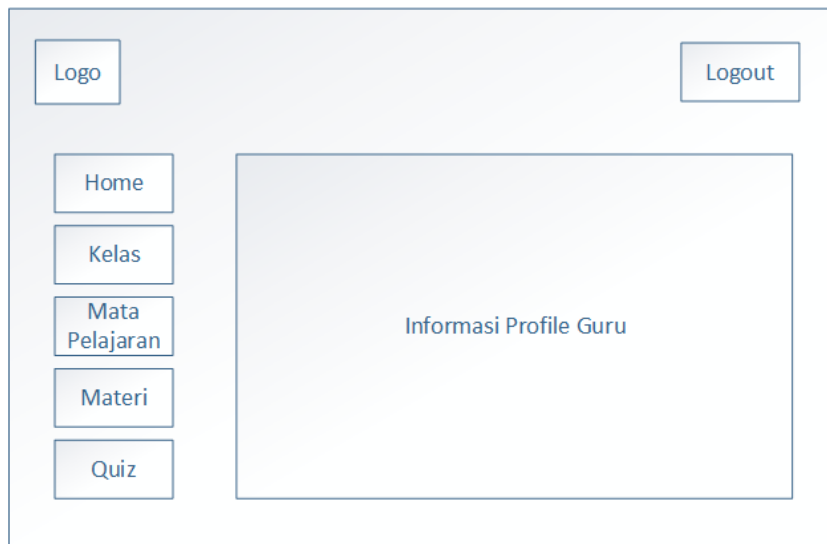 Logo
Logout
Home
Kelas
Mata
Pelajaran
Materi
Quiz
Informasi Profile Guru